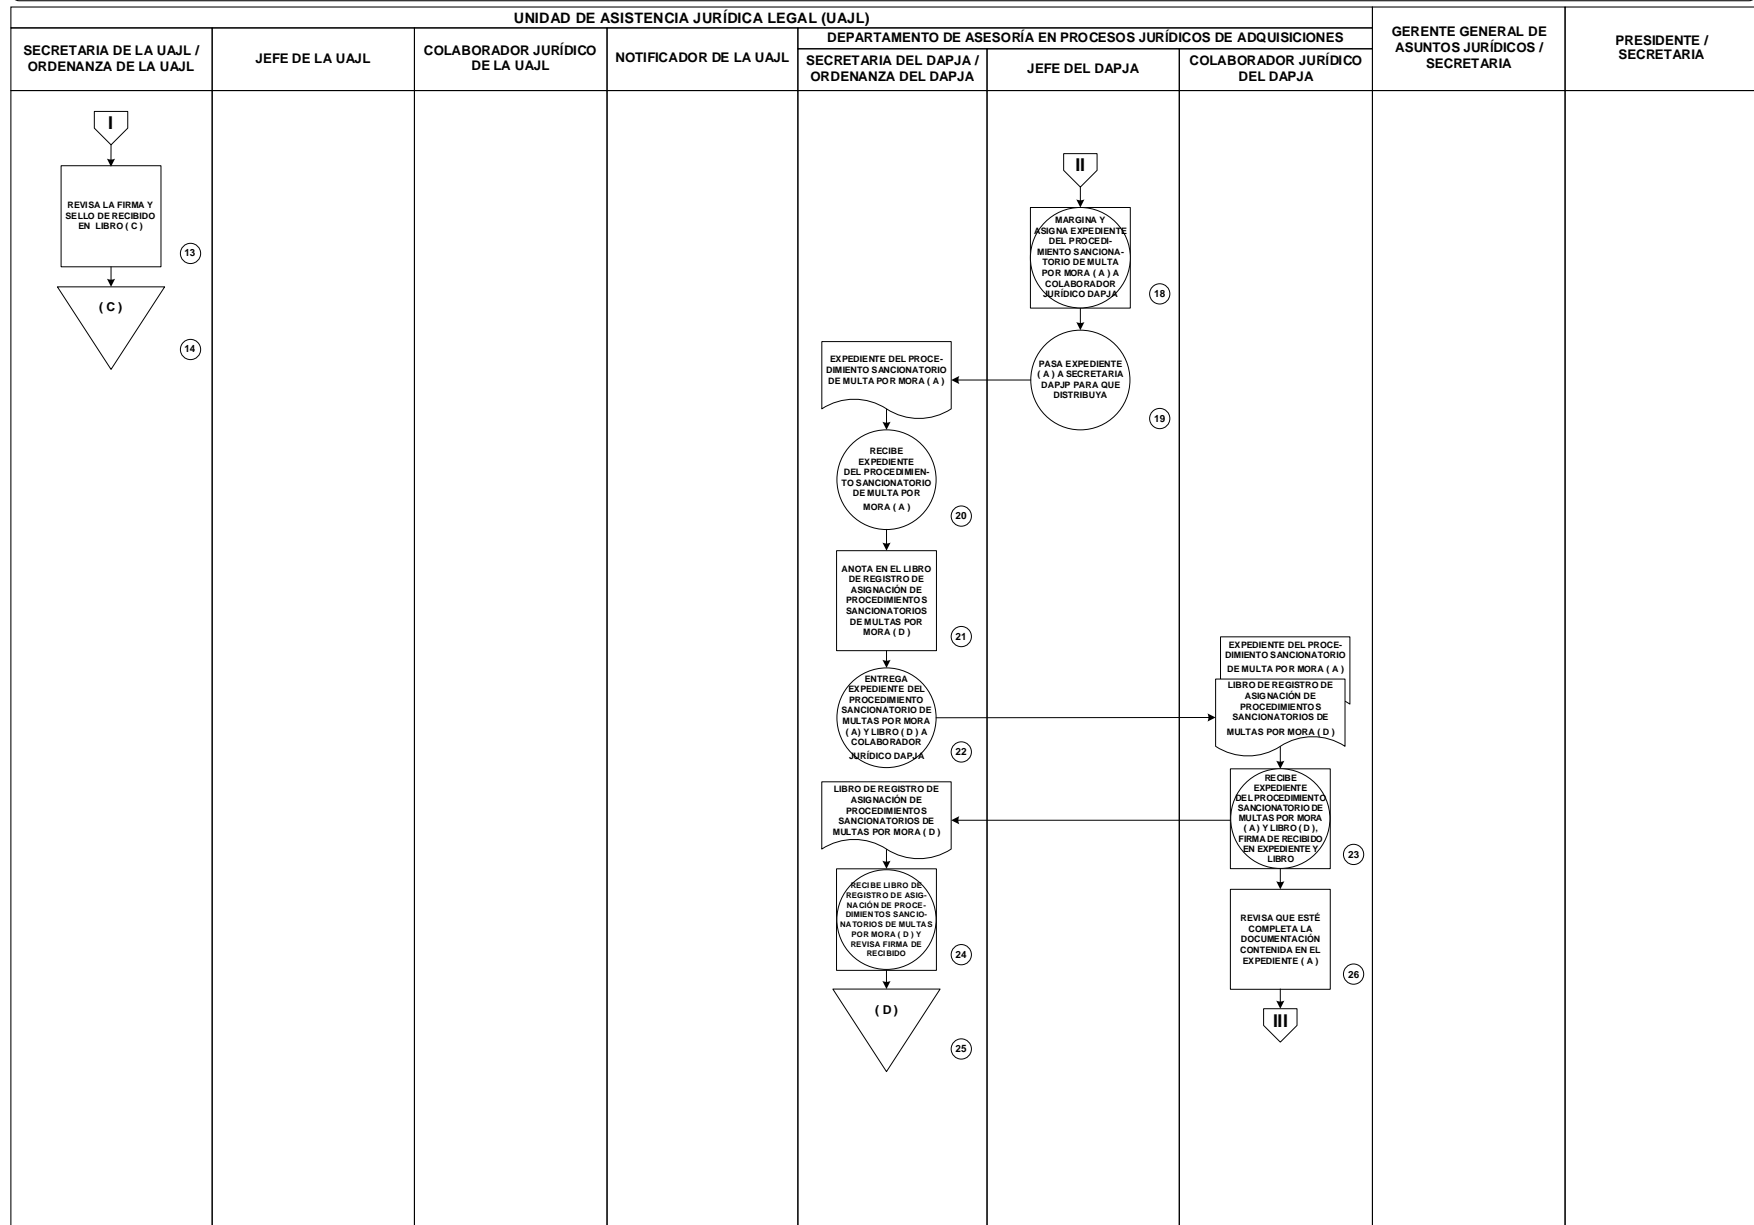 UNIDAD DE ASISTENCIA JURÍDICA LEGAL (UAJL)
GERENTE GENERAL DE
ASUNTOS JURÍDICOS /
SECRETARIA
PRESIDENTE /
SECRETARIA
SECRETARIA DE LA UAJL /
ORDENANZA DE LA UAJL
JEFE DE LA UAJL
COLABORADOR JURÍDICO
DE LA UAJL
NOTIFICADOR DE LA UAJL
DEPARTAMENTO DE ASESORÍA EN PROCESOS JURÍDICOS DE ADQUISICIONES
SECRETARIA DEL DAPJA /
ORDENANZA DEL DAPJA
JEFE DEL DAPJA
COLABORADOR JURÍDICO
DEL DAPJA
I
REVISA LA FIRMA Y
SELLO DE RECIBIDO
EN LIBRO ( C )
13
( C )
14
II
MARGINA Y
ASIGNA EXPEDIENTE
DEL PROCEDI-
MIENTO SANCIONA-
TORIO DE MULTA
POR MORA ( A ) A
COLABORADOR
JURÍDICO DAPJA
18
PASA EXPEDIENTE
( A ) A SECRETARIA
DAPJP PARA QUE
DISTRIBUYA
19
EXPEDIENTE DEL PROCE-
DIMIENTO SANCIONATORIO
DE MULTA POR MORA ( A )
RECIBE
EXPEDIENTE
DEL PROCEDIMIEN-
TO SANCIONATORIO
DE MULTA POR
MORA ( A )
20
ANOTA EN EL LIBRO
DE REGISTRO DE
ASIGNACIÓN DE
PROCEDIMIENTOS
SANCIONATORIOS
DE MULTAS POR
MORA ( D )
21
ENTREGA
EXPEDIENTE DEL
PROCEDIMIENTO
SANCIONATORIO DE
MULTAS POR MORA
( A) Y LIBRO ( D ) A
COLABORADOR
JURÍDICO DAPJA
22
EXPEDIENTE DEL PROCE-
DIMIENTO SANCIONATORIO
DE MULTA POR MORA ( A )
LIBRO DE REGISTRO DE
ASIGNACIÓN DE
PROCEDIMIENTOS
SANCIONATORIOS DE
MULTAS POR MORA ( D )
RECIBE
EXPEDIENTE
DEL PROCEDIMIENTO
SANCIONATORIO DE
MULTAS POR MORA
( A ) Y LIBRO ( D ),
FIRMA DE RECIBIDO
EN EXPEDIENTE Y
LIBRO
23
LIBRO DE REGISTRO DE
ASIGNACIÓN DE
PROCEDIMIENTOS
SANCIONATORIOS DE
MULTAS POR MORA ( D )
RECIBE LIBRO DE
REGISTRO DE ASIG-
NACIÓN DE PROCE-
DIMIENTOS SANCIO-
NATORIOS DE MULTAS
POR MORA ( D ) Y
REVISA FIRMA DE
RECIBIDO
24
( D )
25
REVISA QUE ESTÉ
COMPLETA LA
DOCUMENTACIÓN
CONTENIDA EN EL
EXPEDIENTE ( A )
26
III